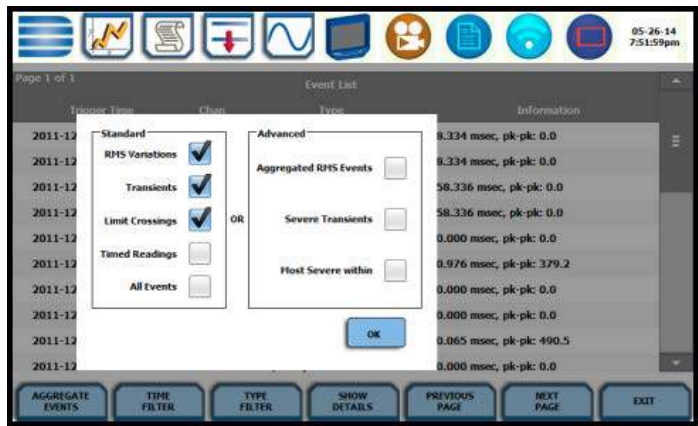 05-26-14
7:51:59pm
Page 1 of 1
Event List
Trigger Time Chan Type Information
Standard
RMS Variations
Transients
Limit Crossings
Timed Readings
All Events
OR
Advanced
Aggregated RMS Events
Severe Transients
Most Severe within
OK
2011-12 8.334 msec, pk-pk: 0.0
2011-12 8.334 msec, pk-pk: 0.0
2011-12 58.336 msec, pk-pk: 0.0
2011-12 58.336 msec, pk-pk: 0.0
2011-12 0.000 msec, pk-pk: 0.0
2011-12 0.976 msec, pk-pk: 379.2
2011-12 0.000 msec, pk-pk: 0.0
2011-12 0.000 msec, pk-pk: 0.0
2011-12 0.065 msec, pk-pk: 490.5
2011-12 0.000 msec, pk-pk: 0.0
AGGREGATE EVENTS
TIME FILTER
TYPE FILTER
SHOW DETAILS
PREVIOUS PAGE
NEXT PAGE
EXIT